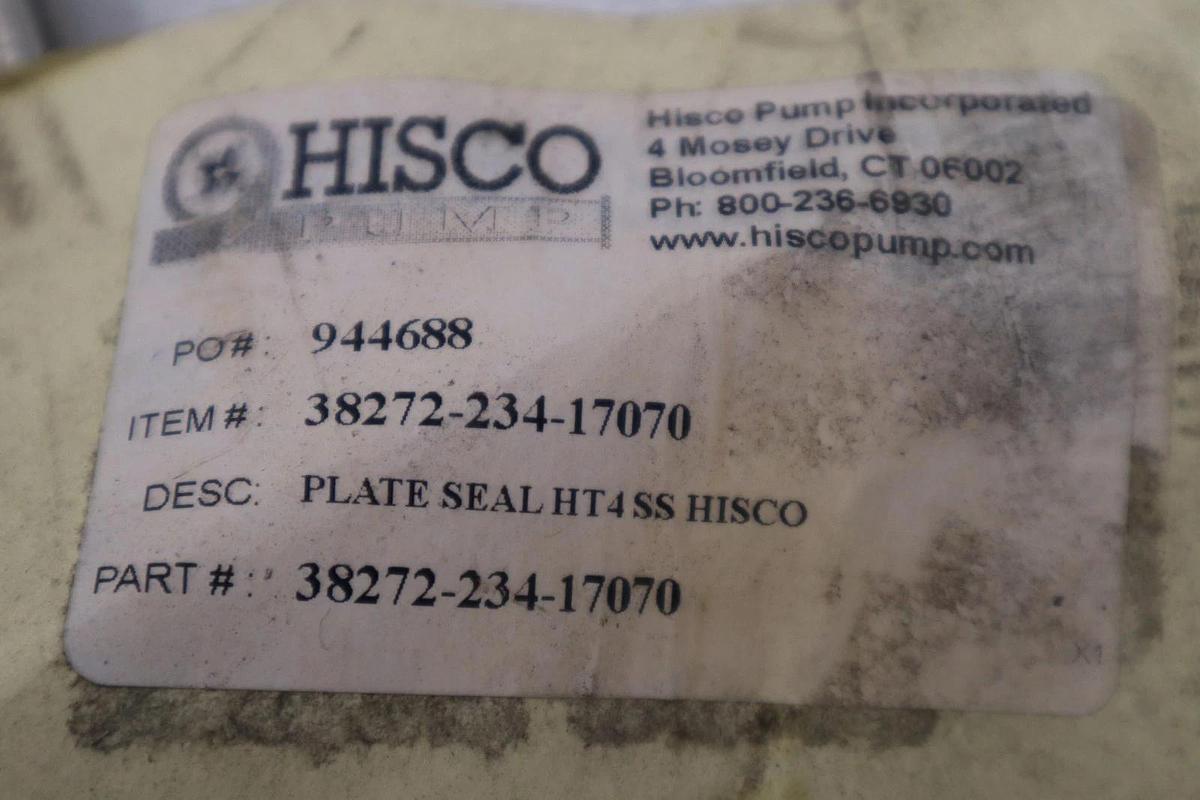 HISCO
PUMP
Hisco Pump Incorporated
4 Mosey Drive
Bloomfield, CT 06002
Ph: 800-236-6930
www.hiscopump.com
PO#: 944688
ITEM #: 38272-234-17070
DESC: PLATE SEAL HT4 SS HISCO
PART #: 38272-234-17070
X1